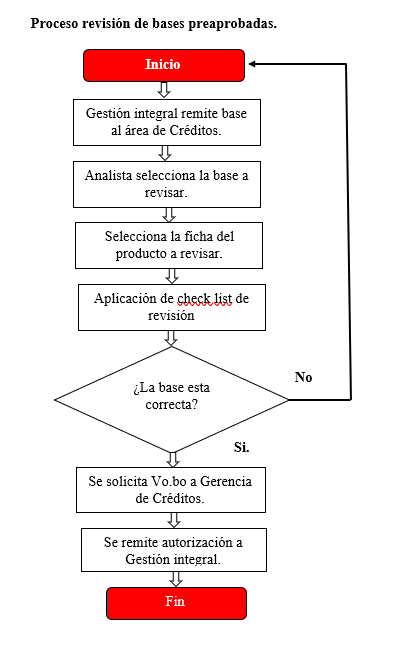 Proceso revisión de bases preaprobadas.
Inicio
Gestión integral remite base
al área de Créditos.
Analista selecciona la base a
revisar.
Selecciona la ficha del
producto a revisar.
Aplicación de check list de
revisión
¿La base esta
correcta?
No
Si.
Se solicita Vo.bo a Gerencia
de Créditos.
Se remite autorización a
Gestión integral.
Fin